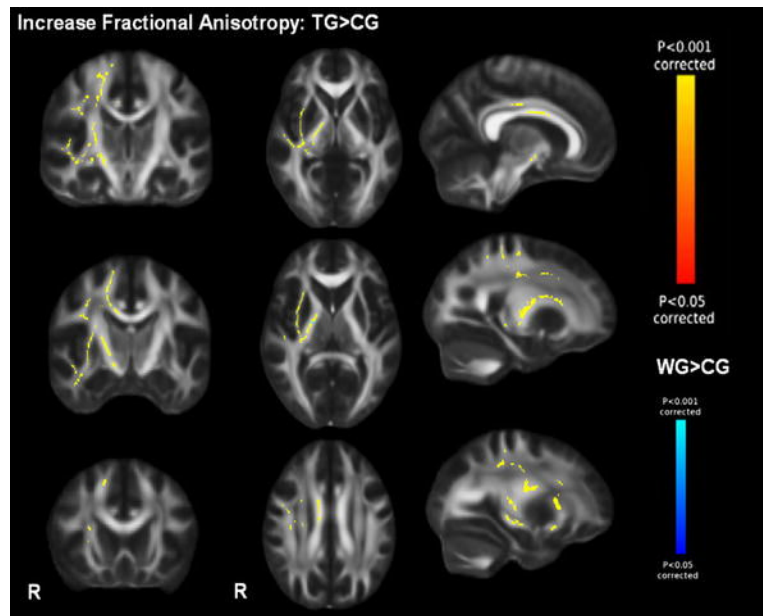 Increase Fractional Anisotropy: TG>CG
P<0.001
corrected
P<0.05
corrected
WG>CG
P<0.001
corrected
P<0.05
corrected
R
R